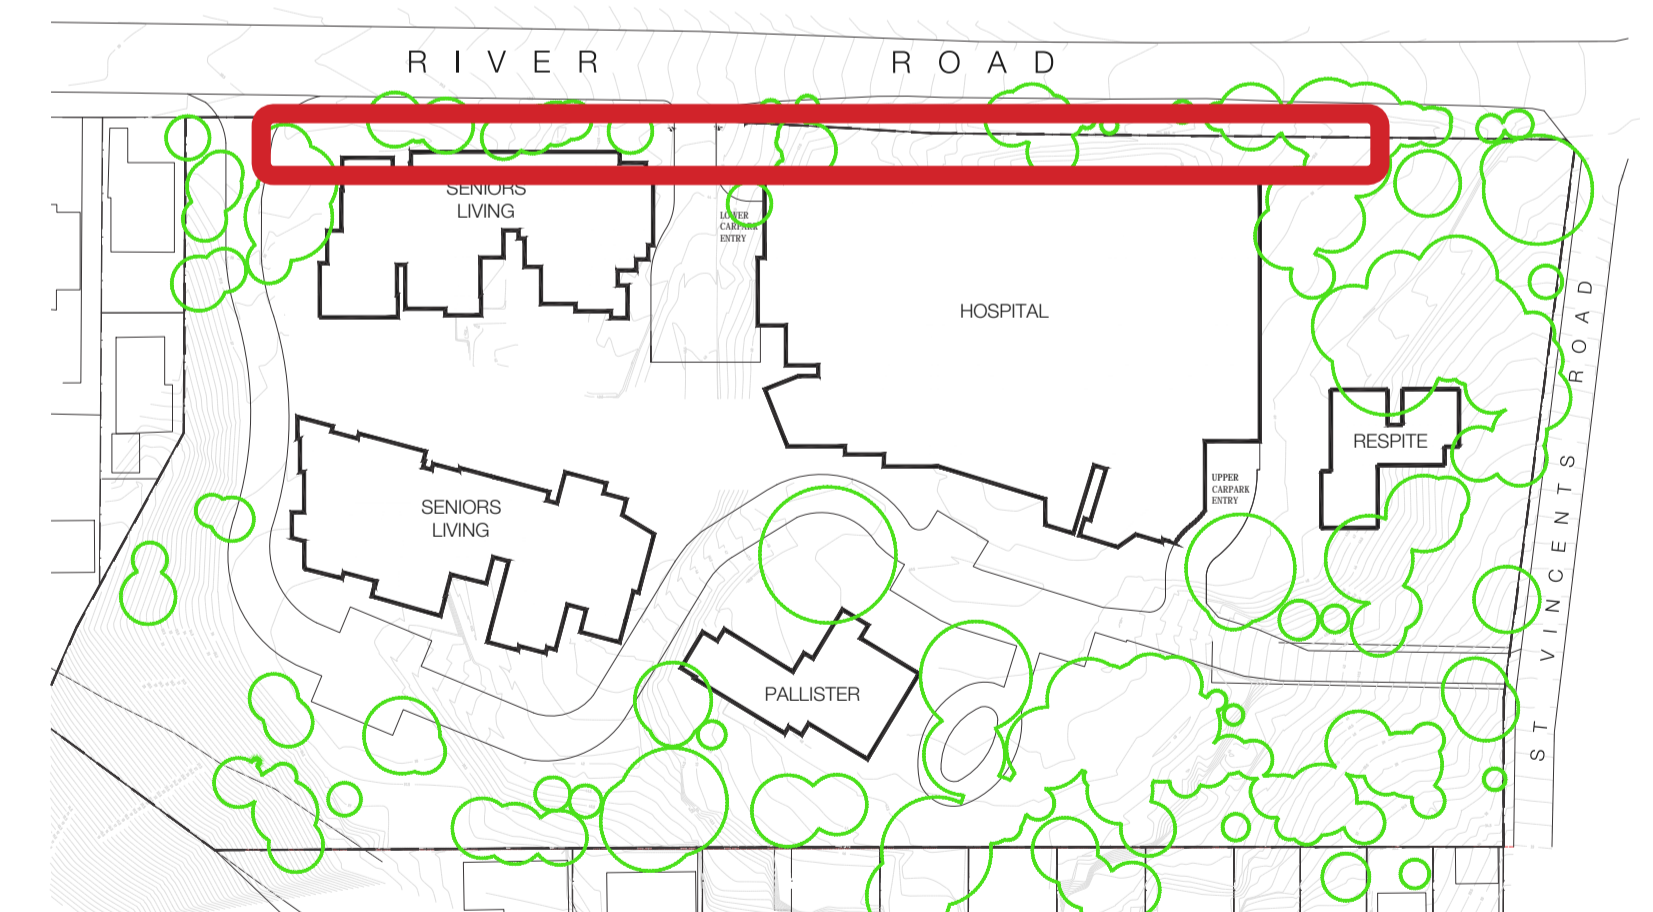 RIVER ROAD
SENIORS
LIVING
LOWER
CARPARK
ENTRY
HOSPITAL
RESPITE
SENIORS
LIVING
UPPER
CARPARK
ENTRY
PALLISTER
ST VINCENTS ROAD